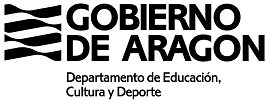 GOBIERNO
DE ARAGON
Departamento de Educación,
Cultura y Deporte